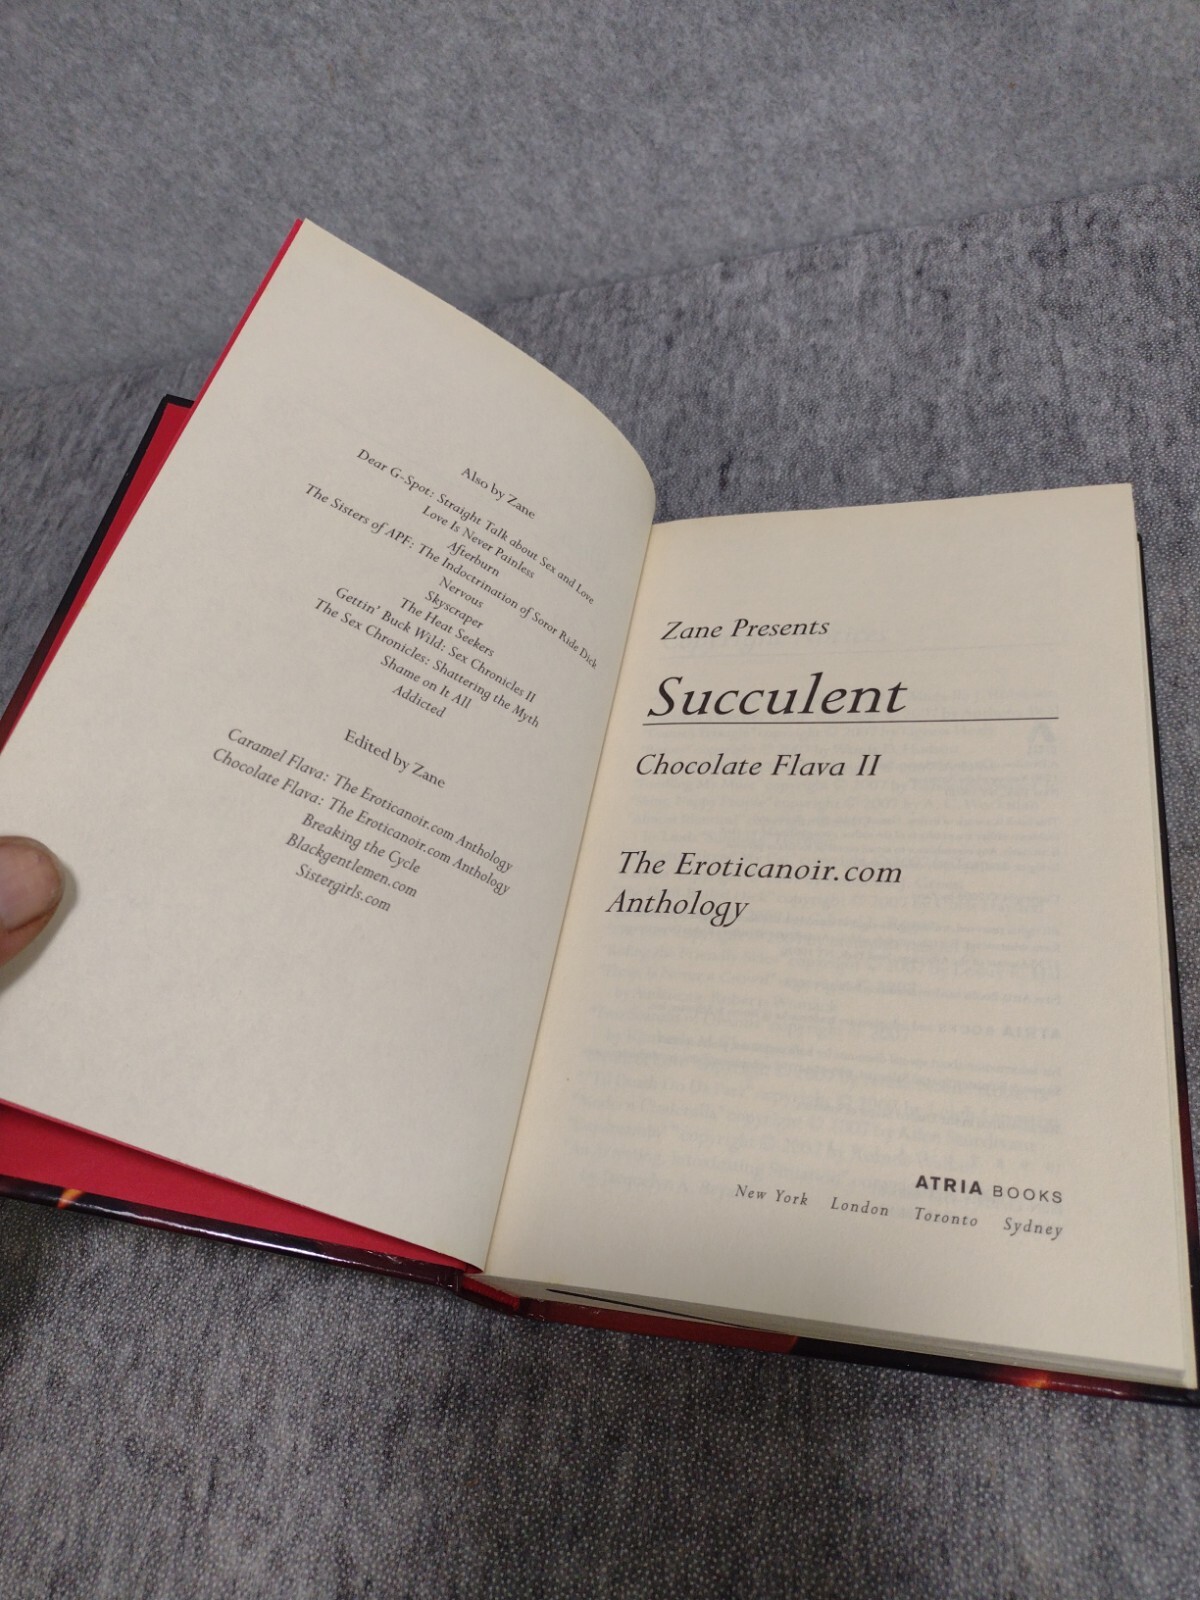 Also by Zane
Dear G-Spot: Straight Talk about Sex and Love
Love Is Never Painless
Afterburn
The Sisters of APF: The Indoctrination of Soror Ride Dick
Nervous
Skyscraper
The Heat Seekers
Gettin' Buck Wild: Sex Chronicles II
The Sex Chronicles: Shattering the Myth
Shame on It All
Addicted
Edited by Zane
Caramel Flava: The Eroticanoir.com Anthology
Chocolate Flava: The Eroticanoir.com Anthology
Breaking the Cycle
Blackgentlemen.com
Sistergirls.com
Zane Presents
Succulent
Chocolate Flava II
The Eroticanoir.com
Anthology
ATRIA BOOKS
New York London Toronto Sydney